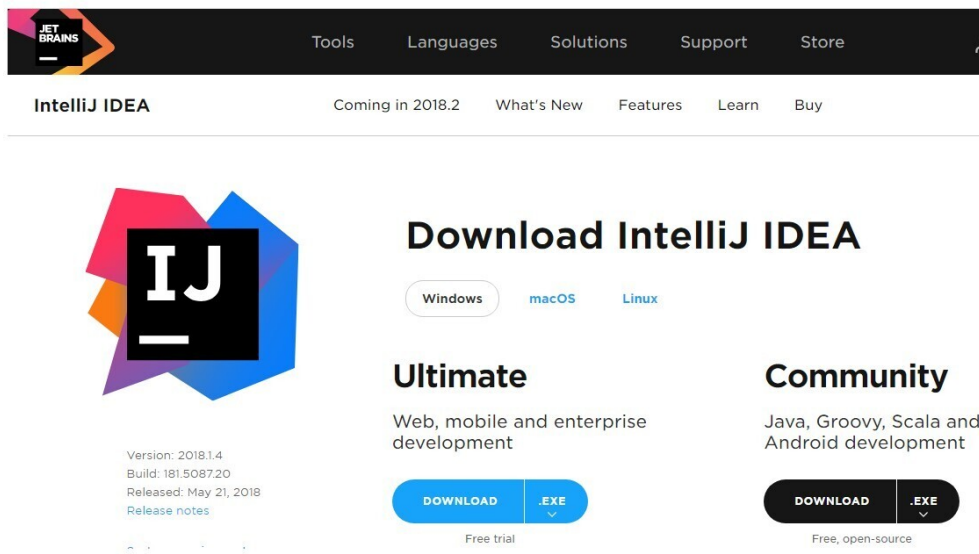 JET
BRAINS
Tools Languages Solutions Support Store
IntelliJ IDEA
Coming in 2018.2 What's New Features Learn Buy
IJ
Download IntelliJ IDEA
Windows macOS Linux
Ultimate
Web, mobile and enterprise
development
DOWNLOAD .EXE
Free trial
Community
Java, Groovy, Scala and
Android development
DOWNLOAD .EXE
Free, open-source
Version: 2018.1.4
Build: 181.5087.20
Released: May 21, 2018
Release notes